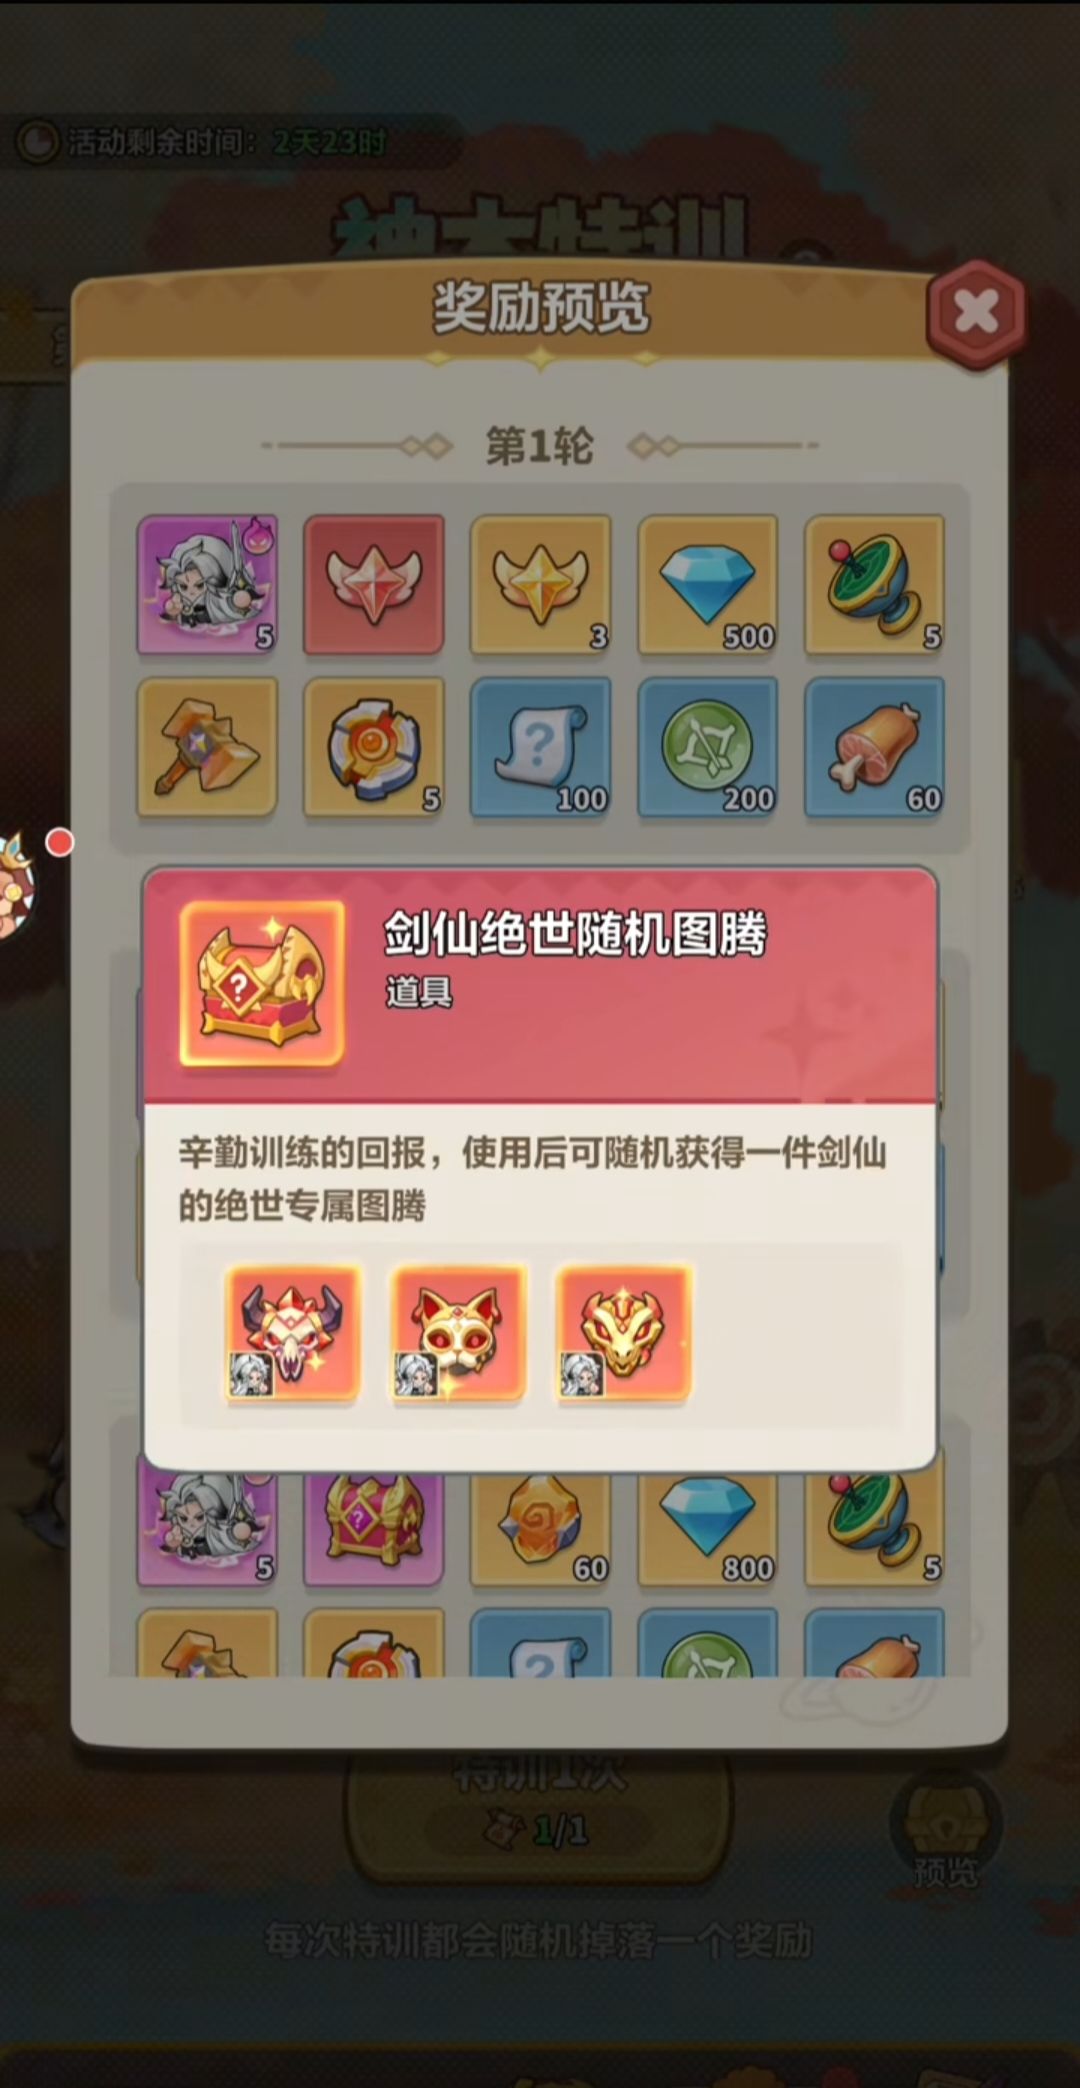 活动剩余时间：2天23时
神木特训
奖励预览
第1轮
5
3
500
5
5
100
200
60
剑仙绝世随机图腾
道具
辛勤训练的回报，使用后可随机获得一件剑仙
的绝世专属图腾
5
60
800
5
特训1次
1/1
预览
每次特训都会随机掉落一个奖励